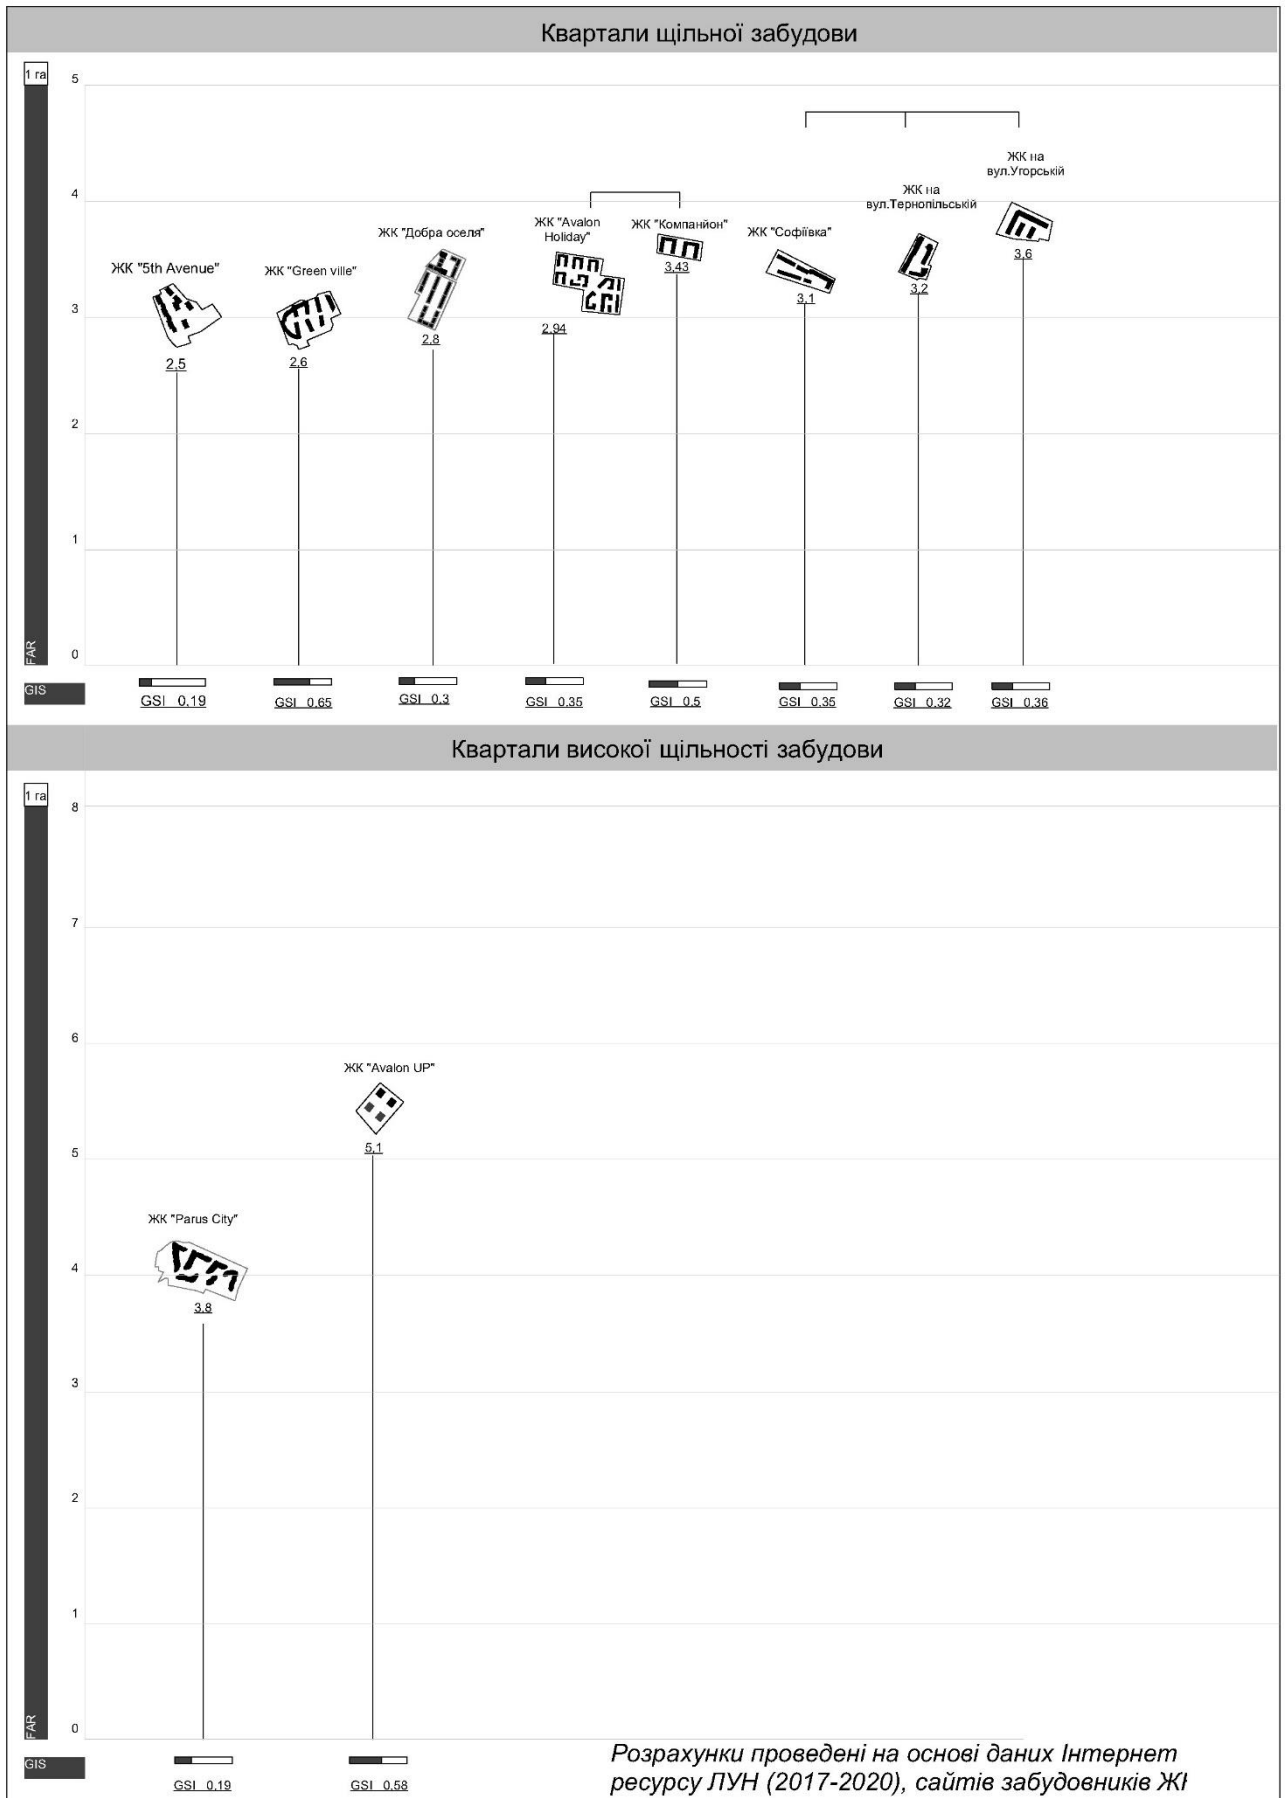 Квартали щільної забудови
1 га
5
4
3
2
1
0
FAR
GIS
ЖК "5th Avenue"
2,5
ЖК "Green ville"
2,6
ЖК "Добра оселя"
2,8
ЖК "Avalon
Holiday"
2,94
ЖК "Компанйон"
3,43
ЖК "Софіївка"
3,1
ЖК на
вул.Тернопільській
3,2
ЖК на
вул.Угорській
3,6
GSI 0,19
GSI 0,65
GSI 0,3
GSI 0,35
GSI 0,5
GSI 0,35
GSI 0,32
GSI 0,36
Квартали високої щільності забудови
1 га
8
7
6
5
4
3
2
1
0
FAR
GIS
ЖК "Parus City"
3,8
ЖК "Avalon UP"
5,1
GSI 0,19
GSI 0,58
Розрахунки проведені на основі даних Інтернет
ресурсу ЛУН (2017-2020), сайтів забудовників